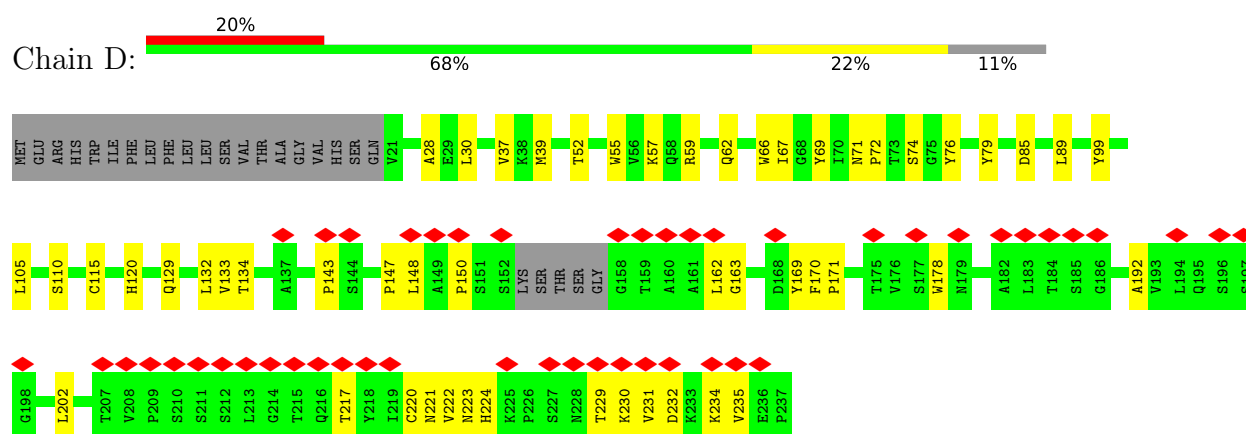 20%
Chain D:
68% 22% 11%
MET GLU ARG HIS TRP ILE PHE LEU LEU PHE LEU LEU SER VAL THR ALA GLY VAL HIS SER GLN V21 A28 E29 L30 V37 K38 M39 T52 W55 V56 K57 Q58 R59 Q62 W66 I67 G68 Y69 I70 N71 P72 T73 S74 G75 Y76 Y79 D85 L89 Y99
L105 S110 C115 H120 Q129 L132 V133 T134 A137 P143 S144 P147 L148 A149 P150 S151 S152 LYS SER THR SER GLY G158 T159 A160 A161 L162 G163 D168 Y169 F170 P171 T175 V176 S177 W178 N179 A182 L183 T184 S185 G186 A192 V193 L194 Q195 S196 S197
G198 L202 T207 V208 P209 S210 S211 S212 L213 G214 T215 Q216 T217 Y218 I219 C220 N221 V222 N223 H224 K225 P226 S227 N228 T229 K230 V231 D232 K233 K234 V235 E236 P237